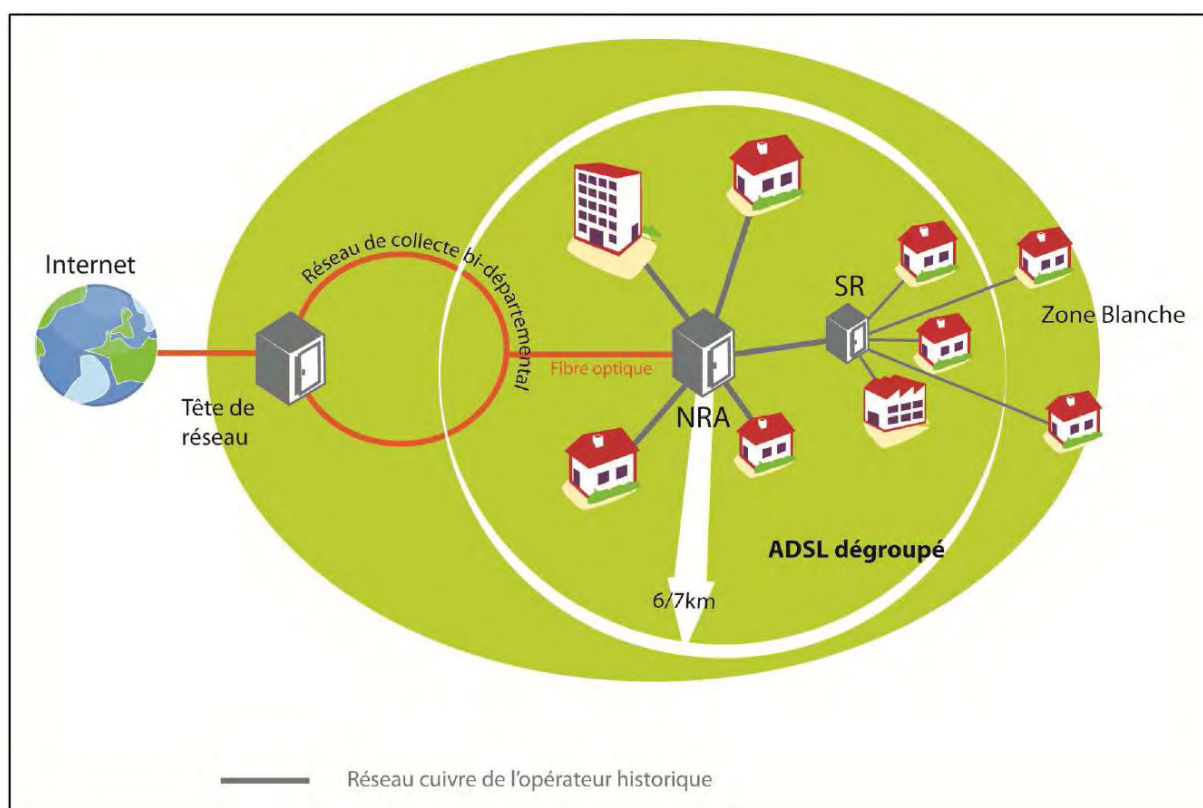 Internet
Tête de
réseau
Réseau de collecte bi-départemental
Fibre optique
NRA
SR
Zone Blanche
ADSL dégroupé
6/7km
Réseau cuivre de l'opérateur historique